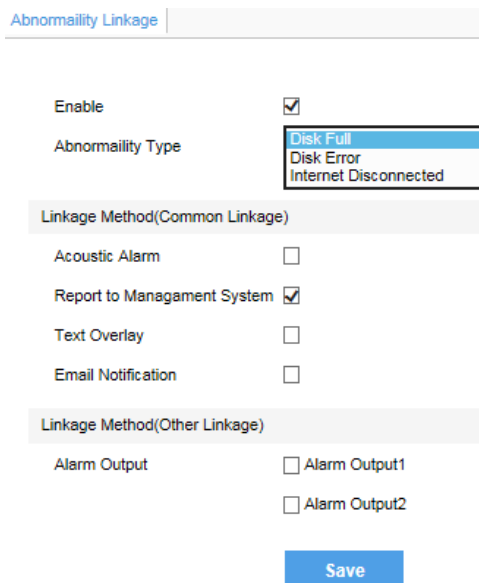 Abnormaility Linkage
Enable
Abnormaility Type
Disk Full
Disk Error
Internet Disconnected
Linkage Method(Common Linkage)
Acoustic Alarm
Report to Managament System
Text Overlay
Email Notification
Linkage Method(Other Linkage)
Alarm Output
Alarm Output1
Alarm Output2
Save